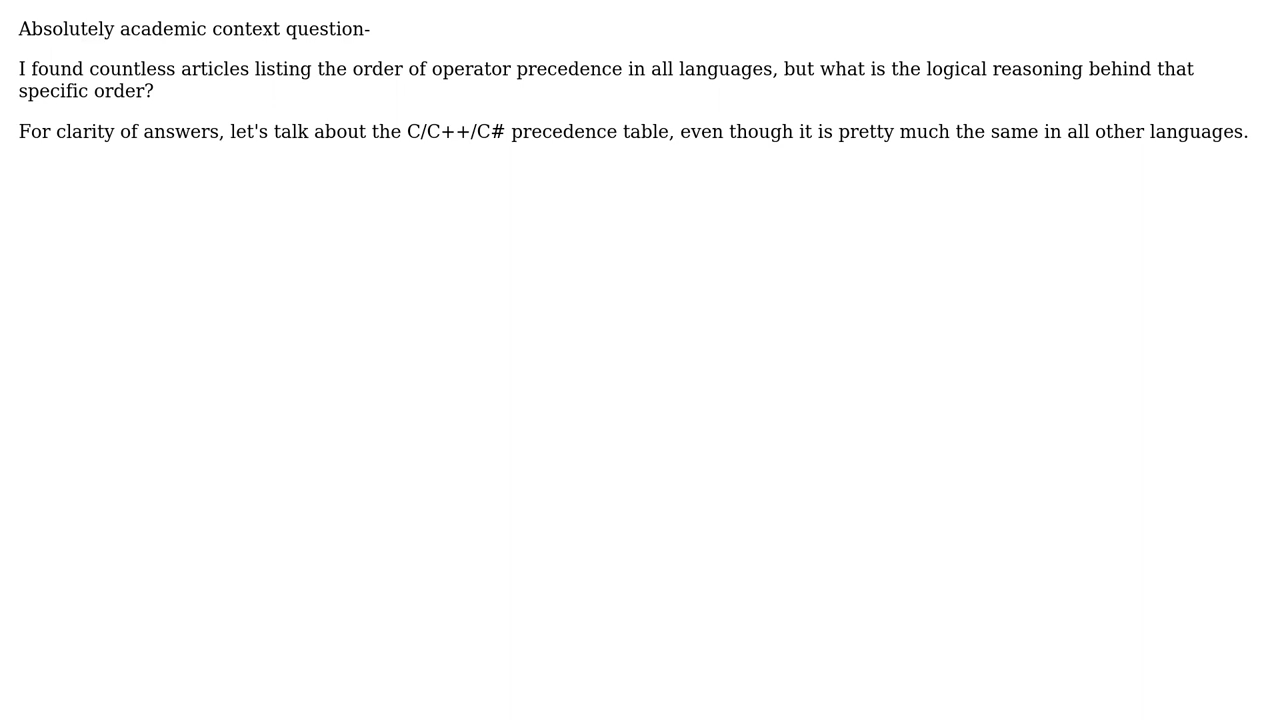 Absolutely academic context question-
I found countless articles listing the order of operator precedence in all languages, but what is the logical reasoning behind that
specific order?
For clarity of answers, let's talk about the C/C++/C# precedence table, even though it is pretty much the same in all other languages.